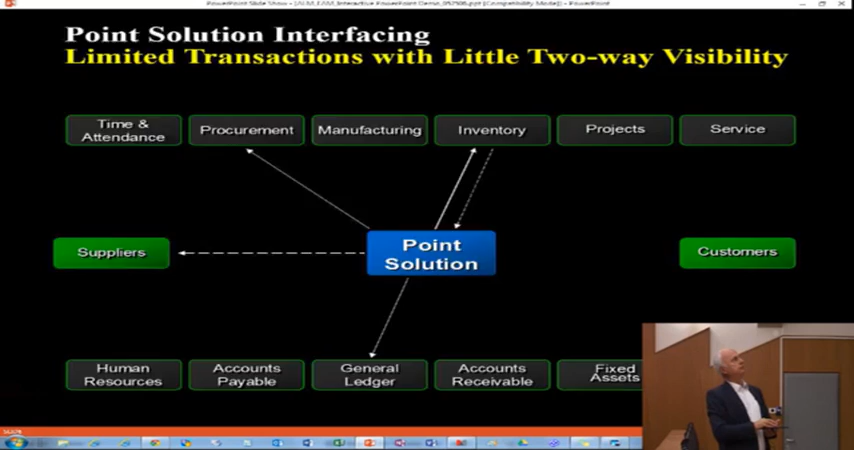 Point Solution Interfacing
Limited Transactions with Little Two-way Visibility
Time &
Attendance
Procurement
Manufacturing
Inventory
Projects
Service
Suppliers
Point
Solution
Customers
Human
Resources
Accounts
Payable
General
Ledger
Accounts
Receivable
Fixed
Assets